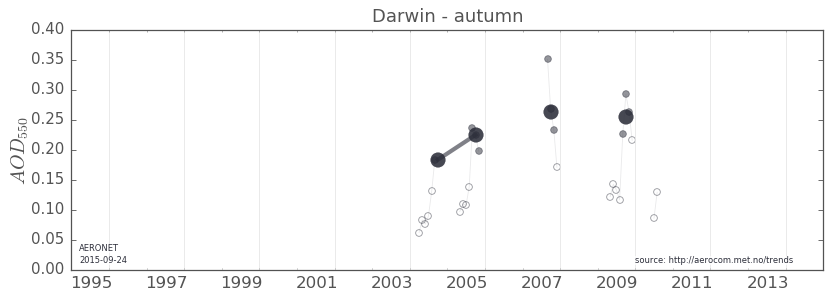 Darwin - autumn
0.40
0.35
0.30
0.25
0.20
0.15
0.10
0.05
0.00
AOD550
AERONET
2015-09-24
source: http://aerocom.met.no/trends
1995 1997 1999 2001 2003 2005 2007 2009 2011 2013